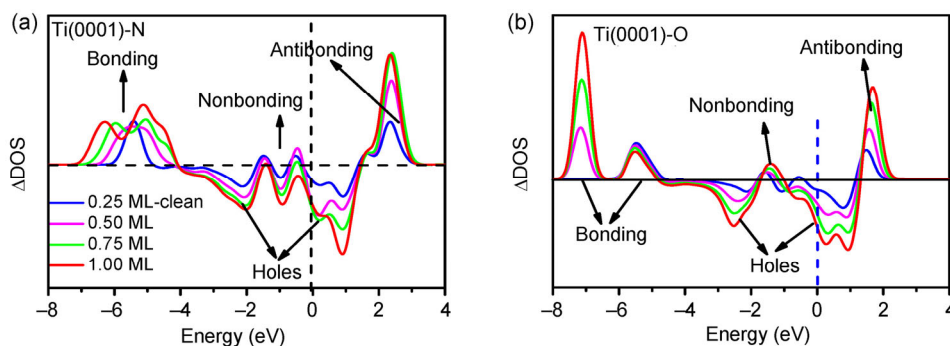 (a)
Ti(0001)-N
Bonding
Antibonding
Nonbonding
ΔDOS
0.25 ML-clean
0.50 ML
0.75 ML
1.00 ML
Holes
–8 –6 –4 –2 0 2 4
Energy (eV)
(b)
Ti(0001)-O
Antibonding
Nonbonding
ΔDOS
Bonding
Holes
–8 –6 –4 –2 0 2 4
Energy (eV)